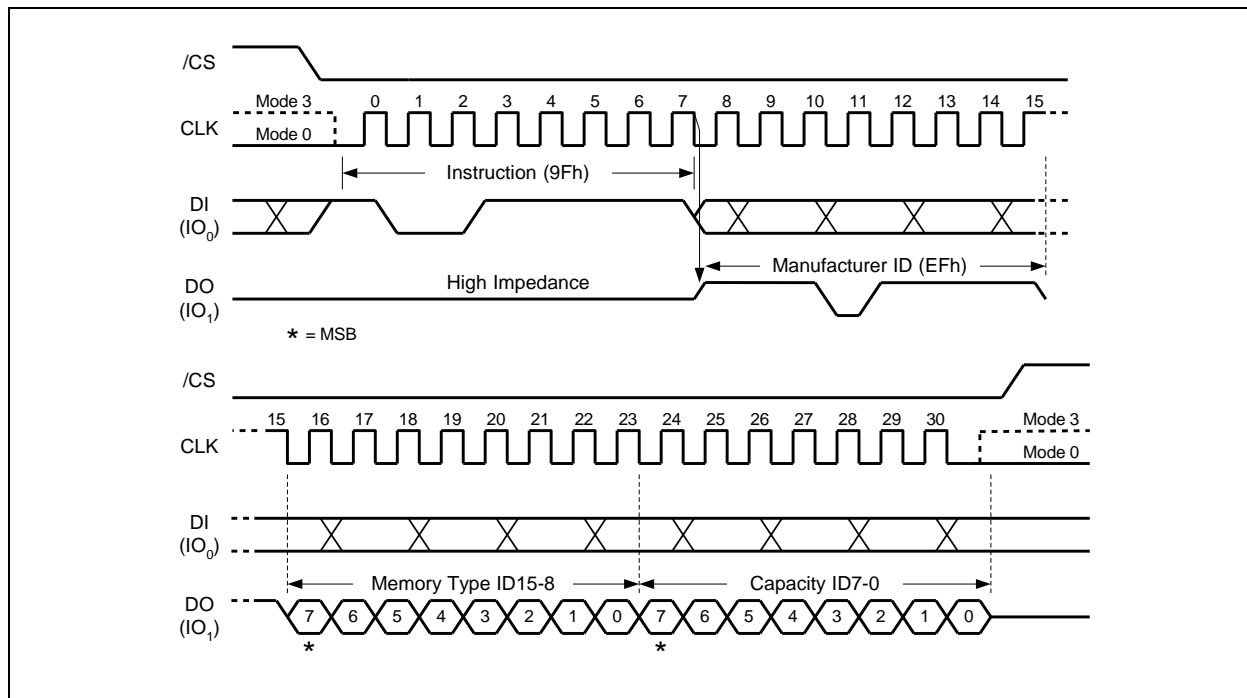 /CS
Mode 3
0 1 2 3 4 5 6 7 8 9 10 11 12 13 14 15
CLK
Mode 0
Instruction (9Fh)
DI
(IO0)
Manufacturer ID (EFh)
High Impedance
DO
(IO1)
* = MSB
/CS
15 16 17 18 19 20 21 22 23 24 25 26 27 28 29 30
Mode 3
CLK
Mode 0
DI
(IO0)
Memory Type ID15-8
Capacity ID7-0
DO
(IO1)
7 6 5 4 3 2 1 0 7 6 5 4 3 2 1 0
* *